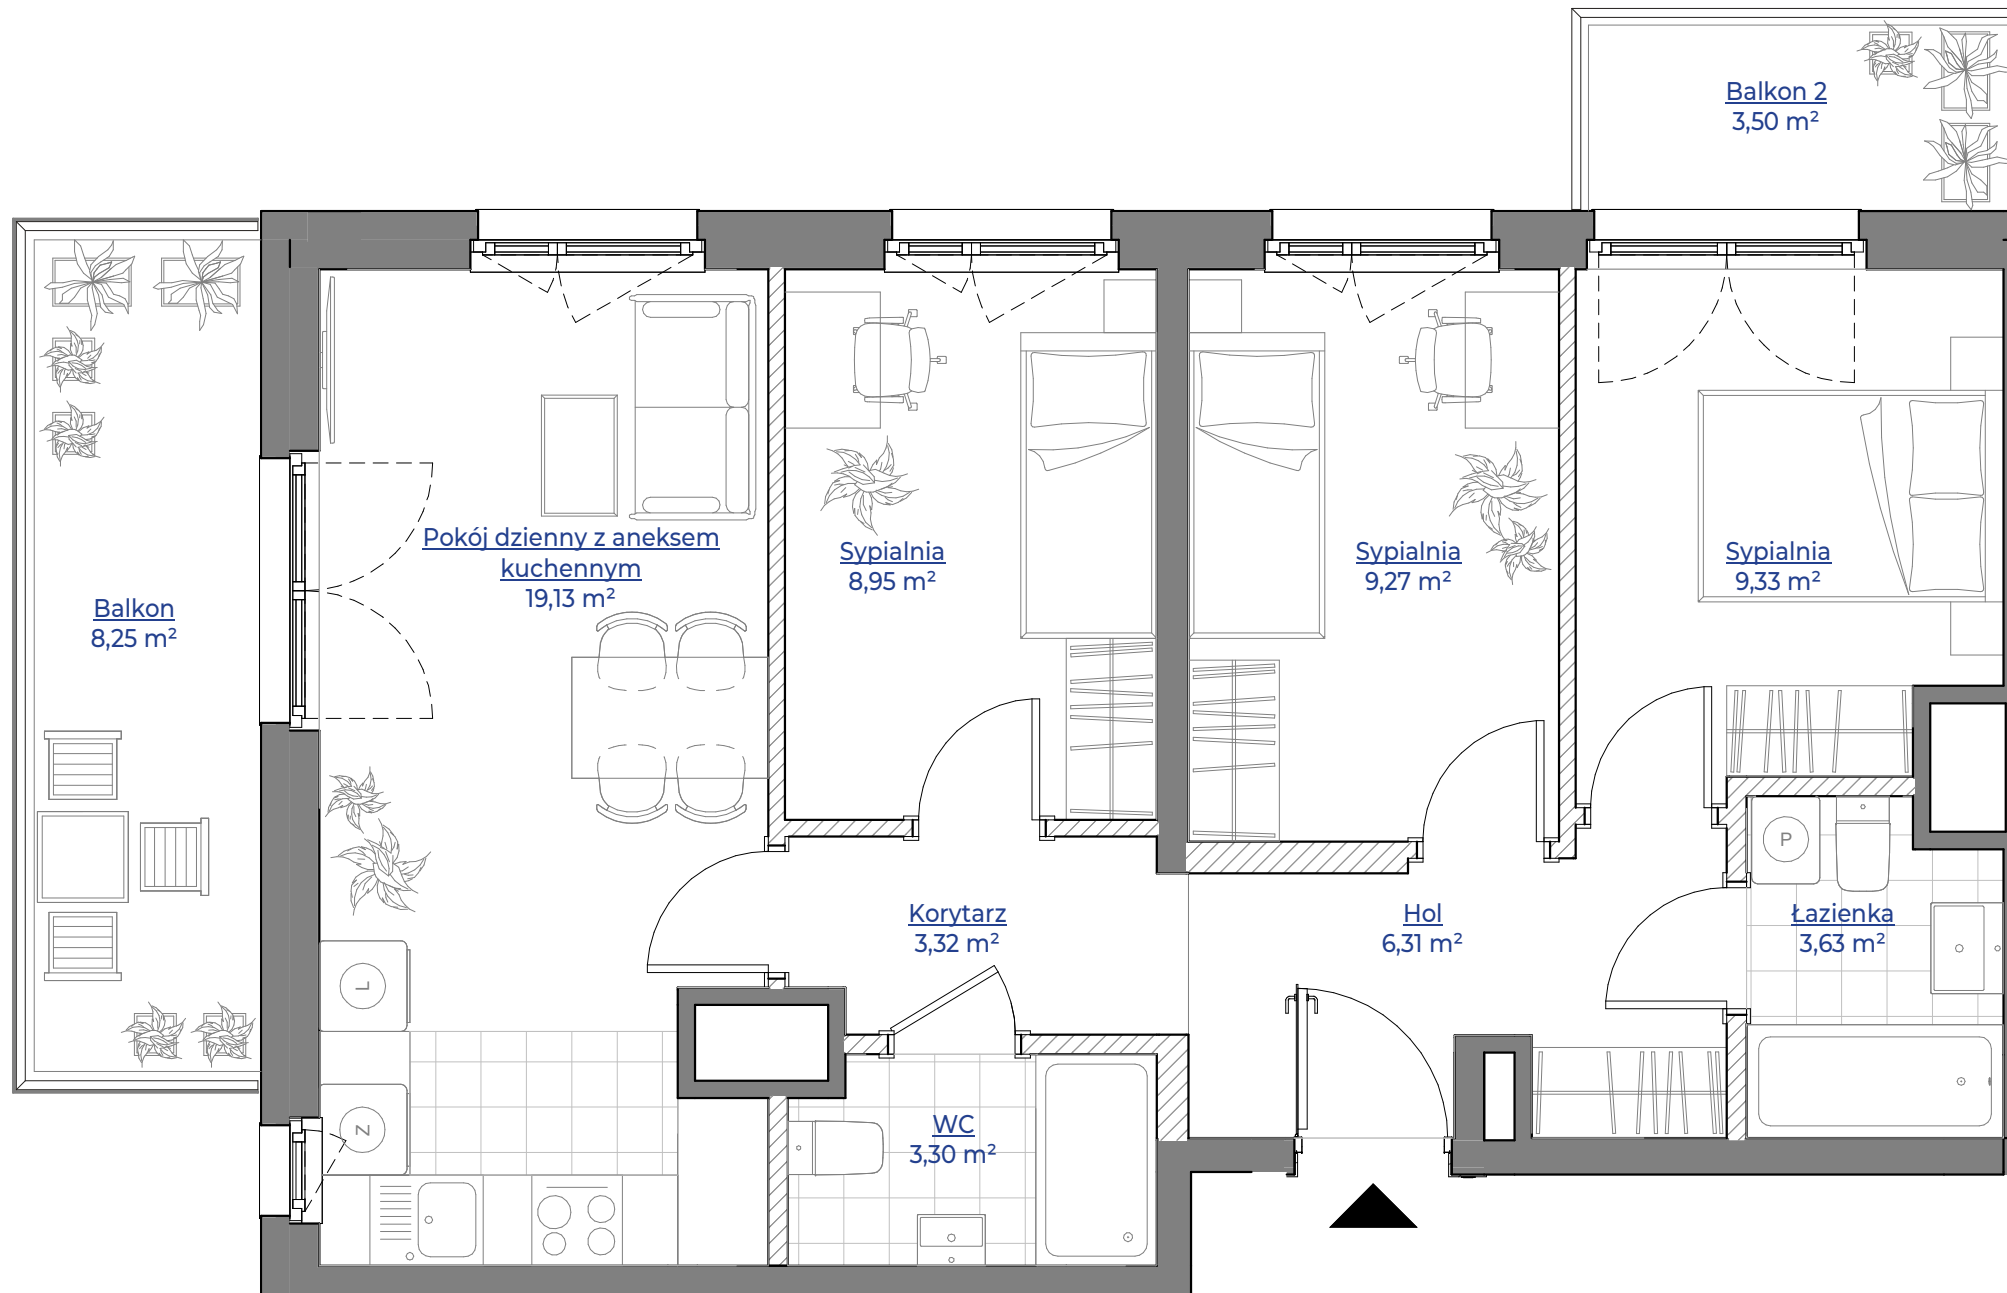 Balkon 2
3,50 m²
Pokój dzienny z aneksem
kuchennym
19,13 m²
Sypialnia
8,95 m²
Sypialnia
9,27 m²
Sypialnia
9,33 m²
Balkon
8,25 m²
P
Korytarz
3,32 m²
Hol
6,31 m²
Łazienka
3,63 m²
L
Z
WC
3,30 m²